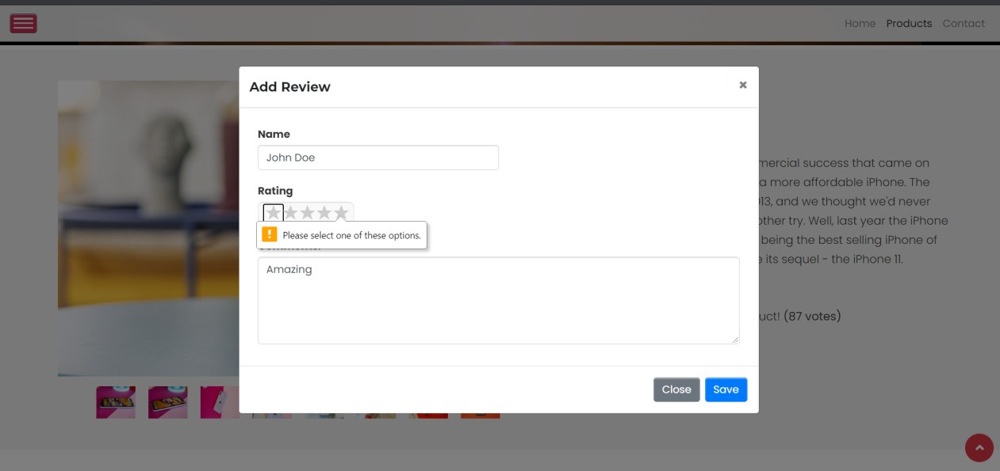 Home Products Contact
Add Review ×
Name
John Doe
Rating
Please select one of these options.
Amazing
mercial success that came on
a more affordable iPhone. The
13, and we thought we'd never
other try. Well, last year the iPhone
being the best selling iPhone of
its sequel - the iPhone 11.
uct! (87 votes)
Close Save